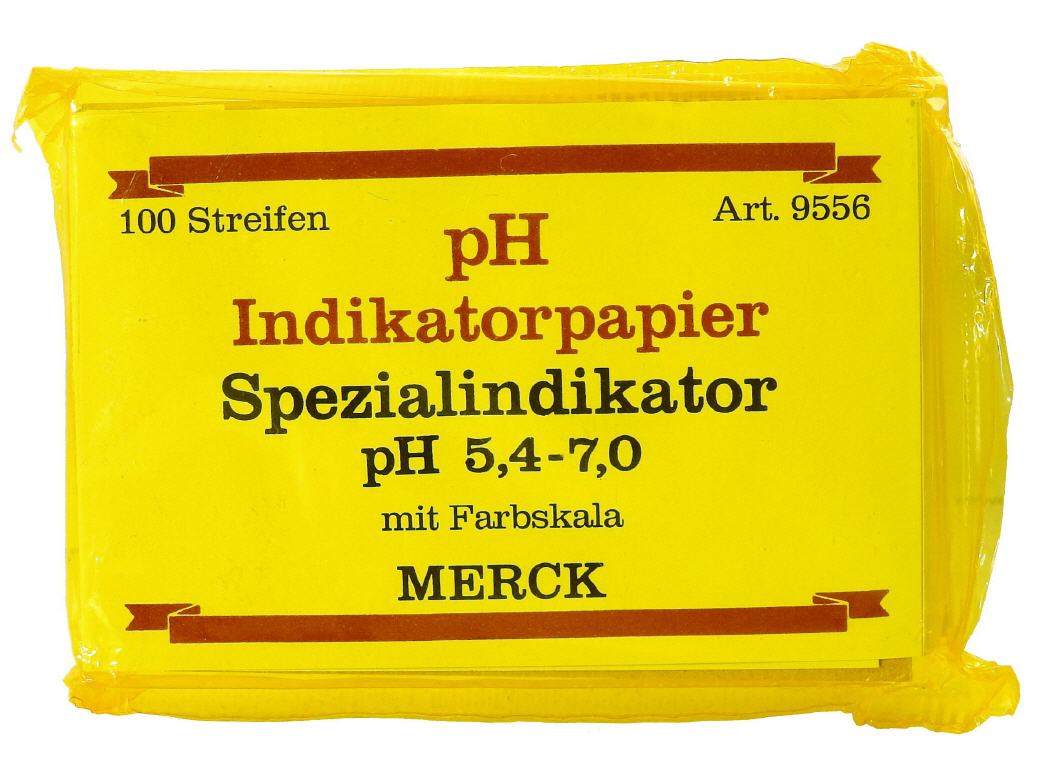 100 Streifen
Art. 9556
pH
Indikatorpapier
Spezialindikator
pH 5,4-7,0
mit Farbskala
MERCK